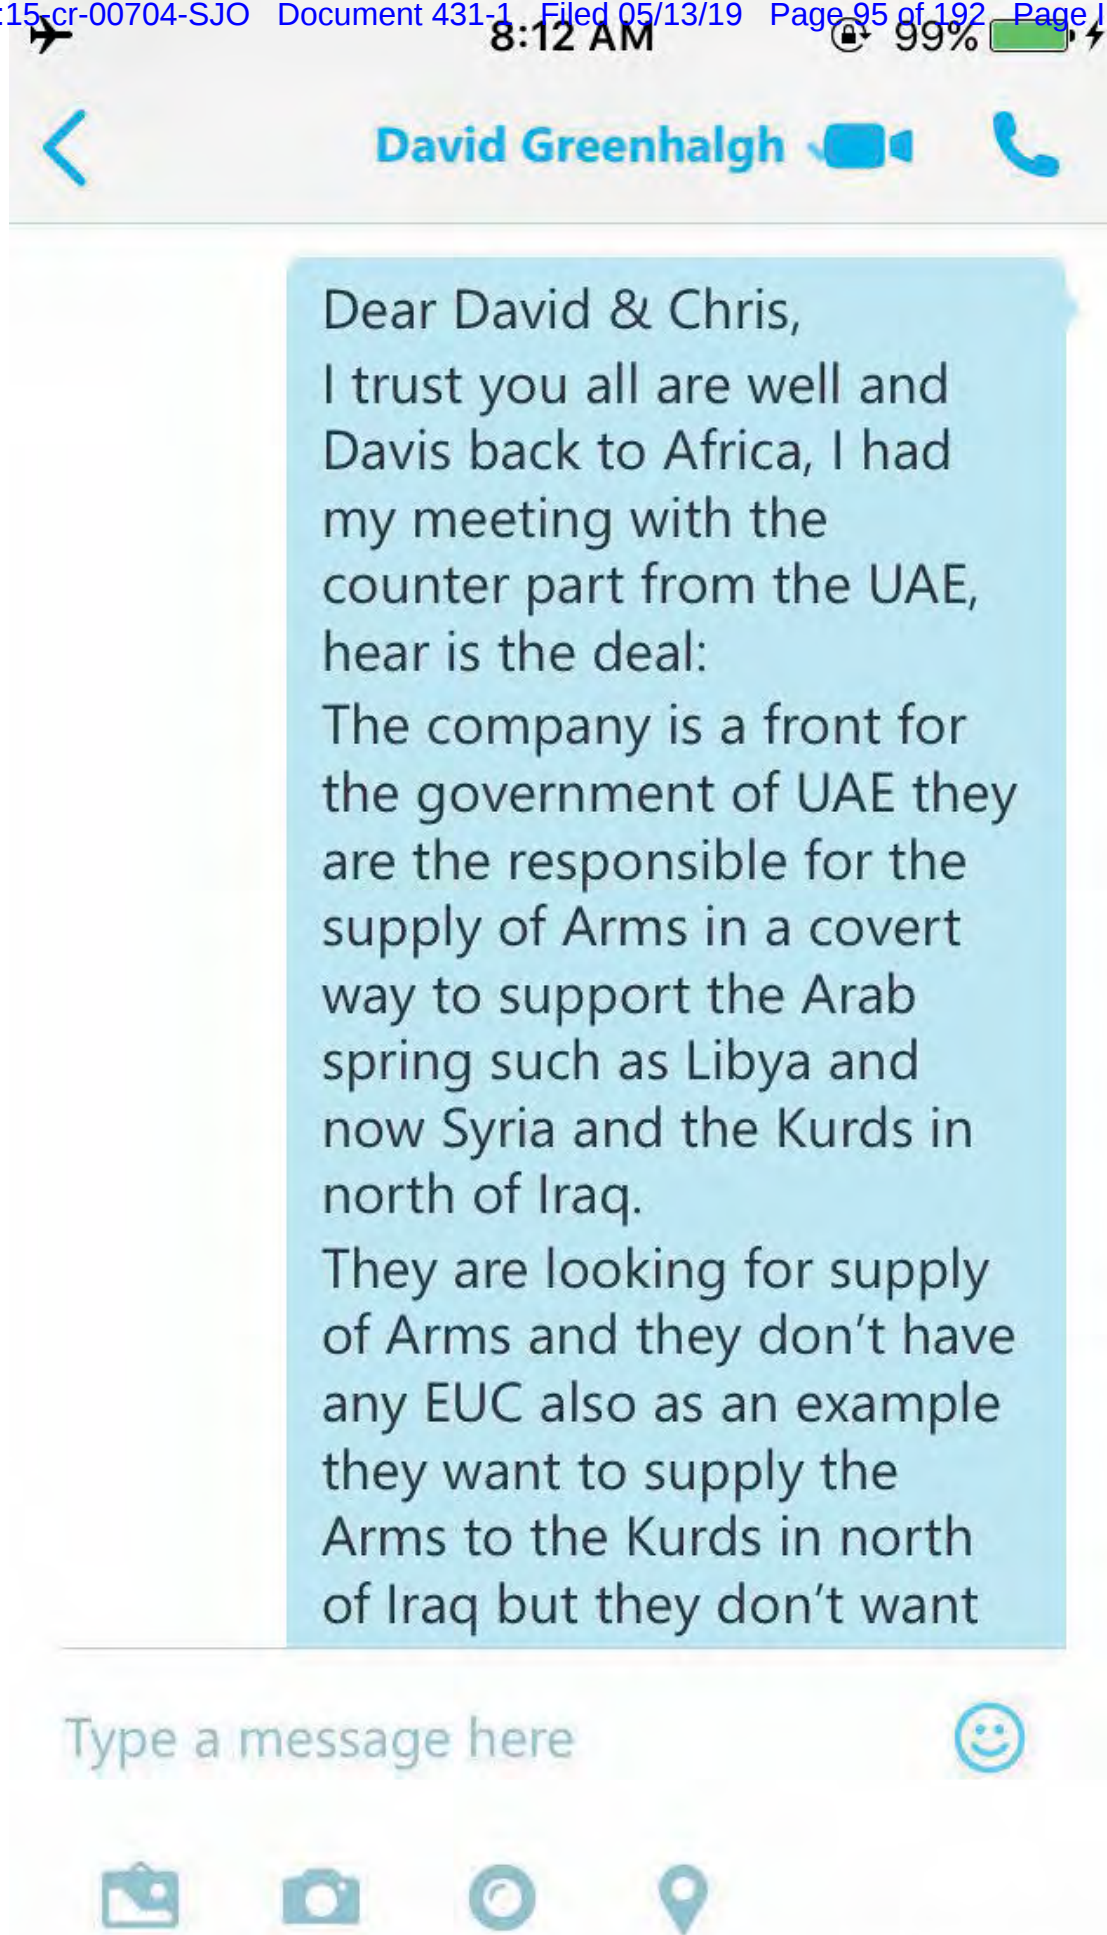 :15-cr-00704-SJO Document 431-1 Filed 05/13/19 Page 95 of 192 Page I
8:12 AM 99%
David Greenhalgh
Dear David & Chris,
I trust you all are well and
Davis back to Africa, I had
my meeting with the
counter part from the UAE,
hear is the deal:
The company is a front for
the government of UAE they
are the responsible for the
supply of Arms in a covert
way to support the Arab
spring such as Libya and
now Syria and the Kurds in
north of Iraq.
They are looking for supply
of Arms and they don't have
any EUC also as an example
they want to supply the
Arms to the Kurds in north
of Iraq but they don't want
Type a message here